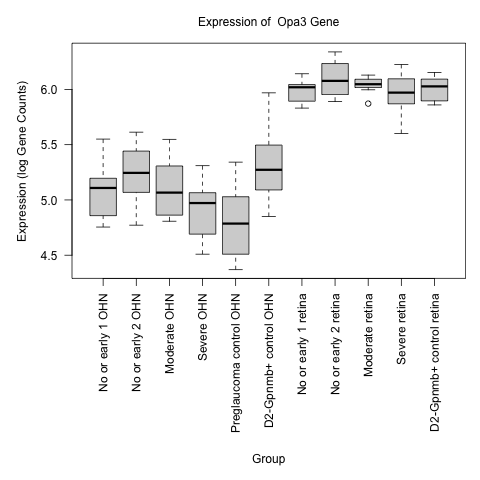 Expression of Opa3 Gene
Expression (log Gene Counts)
6.0
5.5
5.0
4.5
No or early 1 OHN
No or early 2 OHN
Moderate OHN
Severe OHN
Preglaucoma control OHN
D2-Gpnmb+ control OHN
No or early 1 retina
No or early 2 retina
Moderate retina
Severe retina
D2-Gpnmb+ control retina
Group